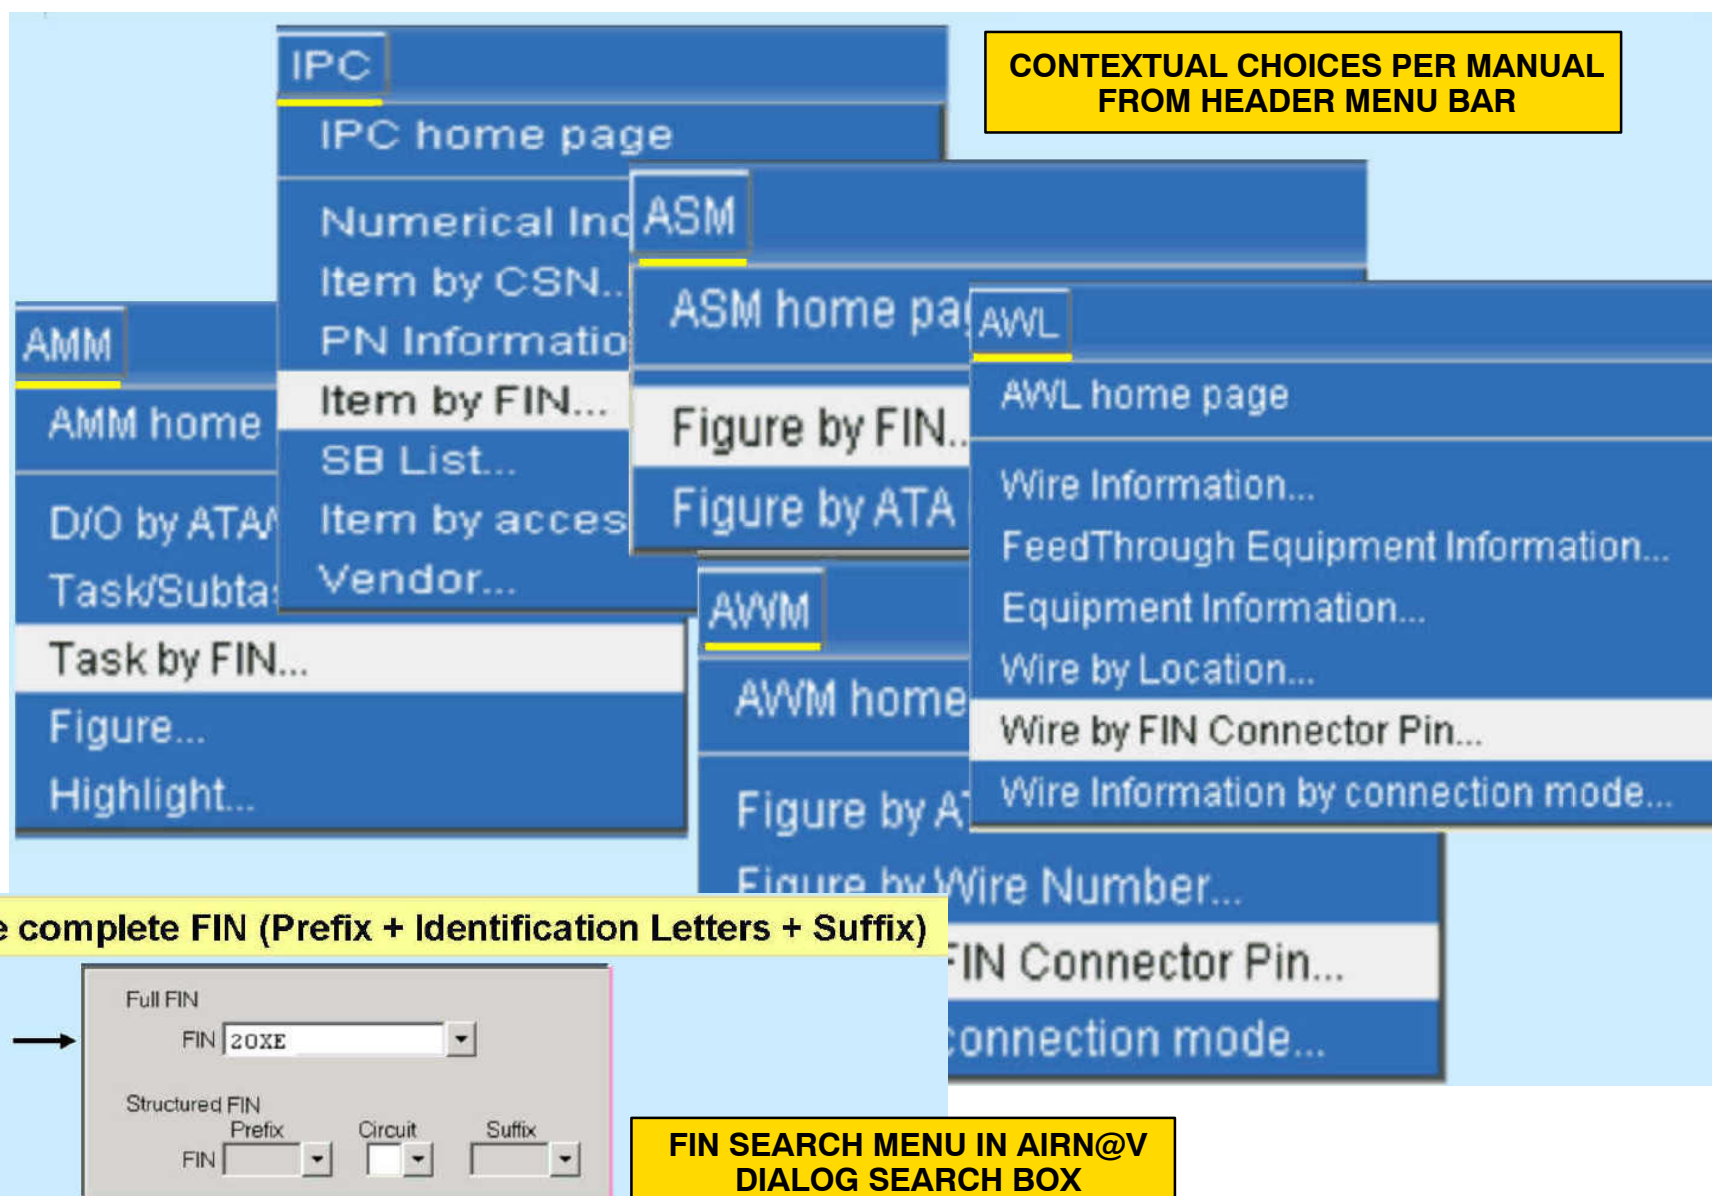 CONTEXTUAL CHOICES PER MANUAL
FROM HEADER MENU BAR
IPC
IPC home page
Numerical Ind
Item by CSN...
PN Informatio
Item by FIN...
SB List...
Item by acces
Vendor...
ASM
ASM home pag
Figure by FIN...
Figure by ATA
AWL
AWL home page
Wire Information...
FeedThrough Equipment Information...
Equipment Information...
Wire by Location...
Wire by FIN Connector Pin...
Wire Information by connection mode...
AMM
AMM home
D/O by ATA/
Task/Subtas
Task by FIN...
Figure...
Highlight...
AWM
AWM home
Figure by AT
Figure by Wire Number...
FIN Connector Pin...
connection mode...
e complete FIN (Prefix + Identification Letters + Suffix)
Full FIN
FIN 20XE
Structured FIN
Prefix Circuit Suffix
FIN
FIN SEARCH MENU IN AIRN@V
DIALOG SEARCH BOX